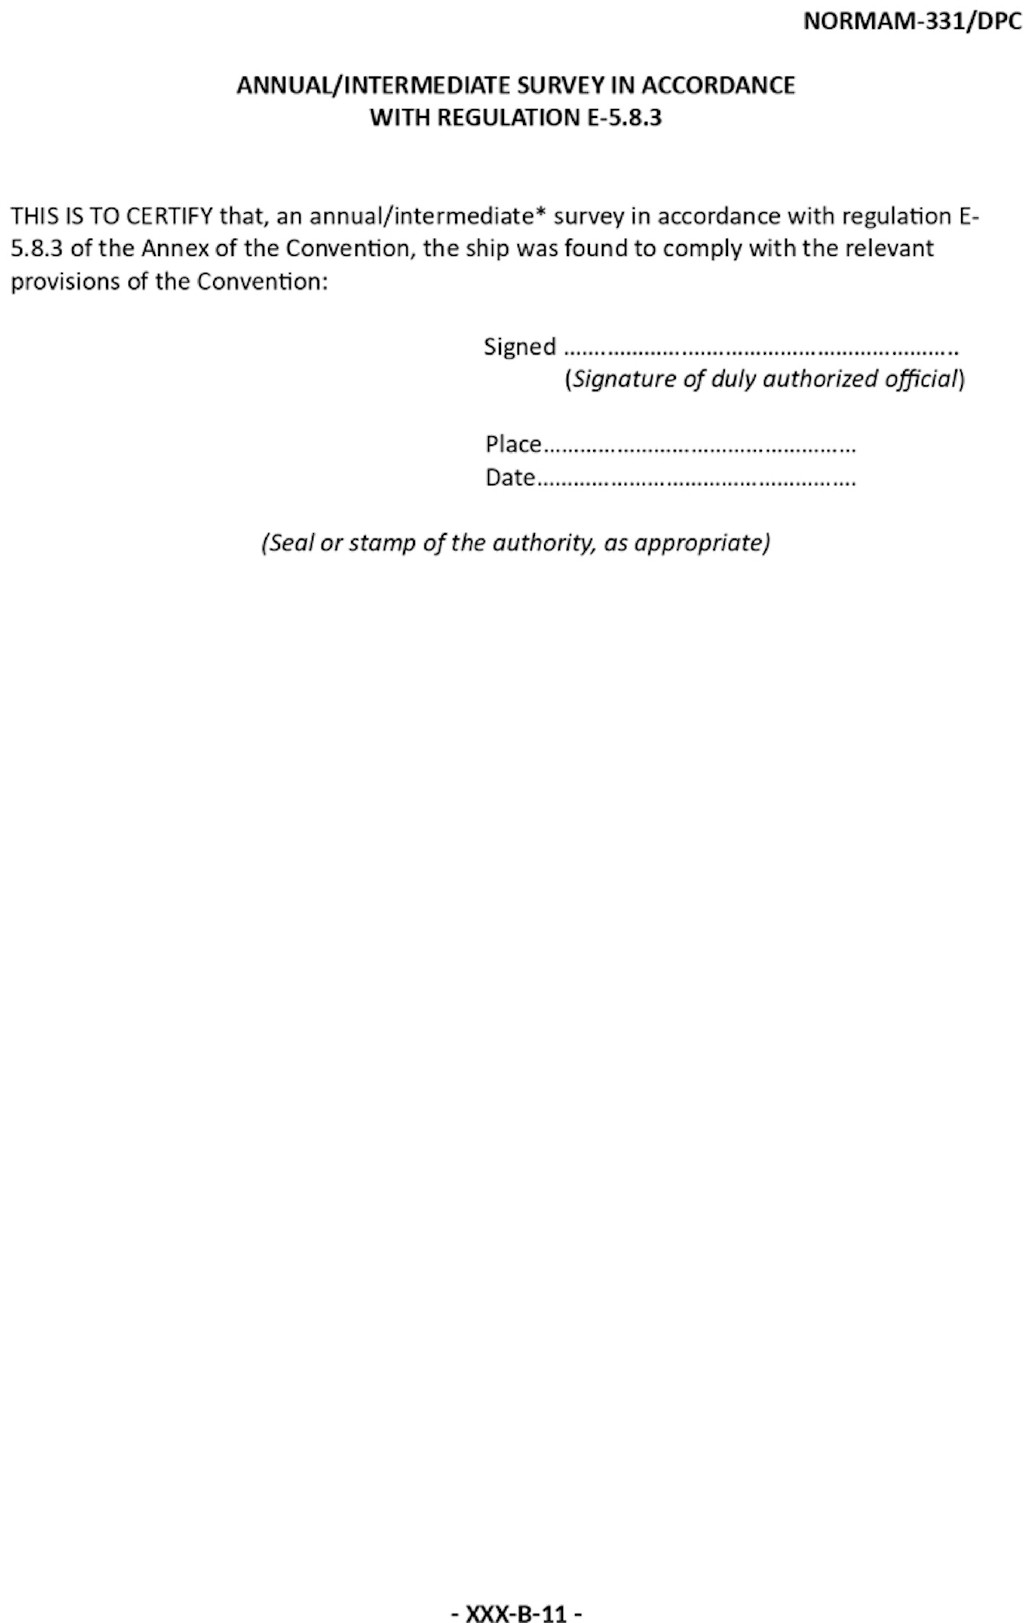 NORMAM-331/DPC
ANNUAL/INTERMEDIATE SURVEY IN ACCORDANCE
WITH REGULATION E-5.8.3
THIS IS TO CERTIFY that, an annual/intermediate* survey in accordance with regulation E-
5.8.3 of the Annex of the Convention, the ship was found to comply with the relevant
provisions of the Convention:
Signed ................................................................
(Signature of duly authorized official)
Place...................................................
Date....................................................
(Seal or stamp of the authority, as appropriate)
- XXX-B-11 -